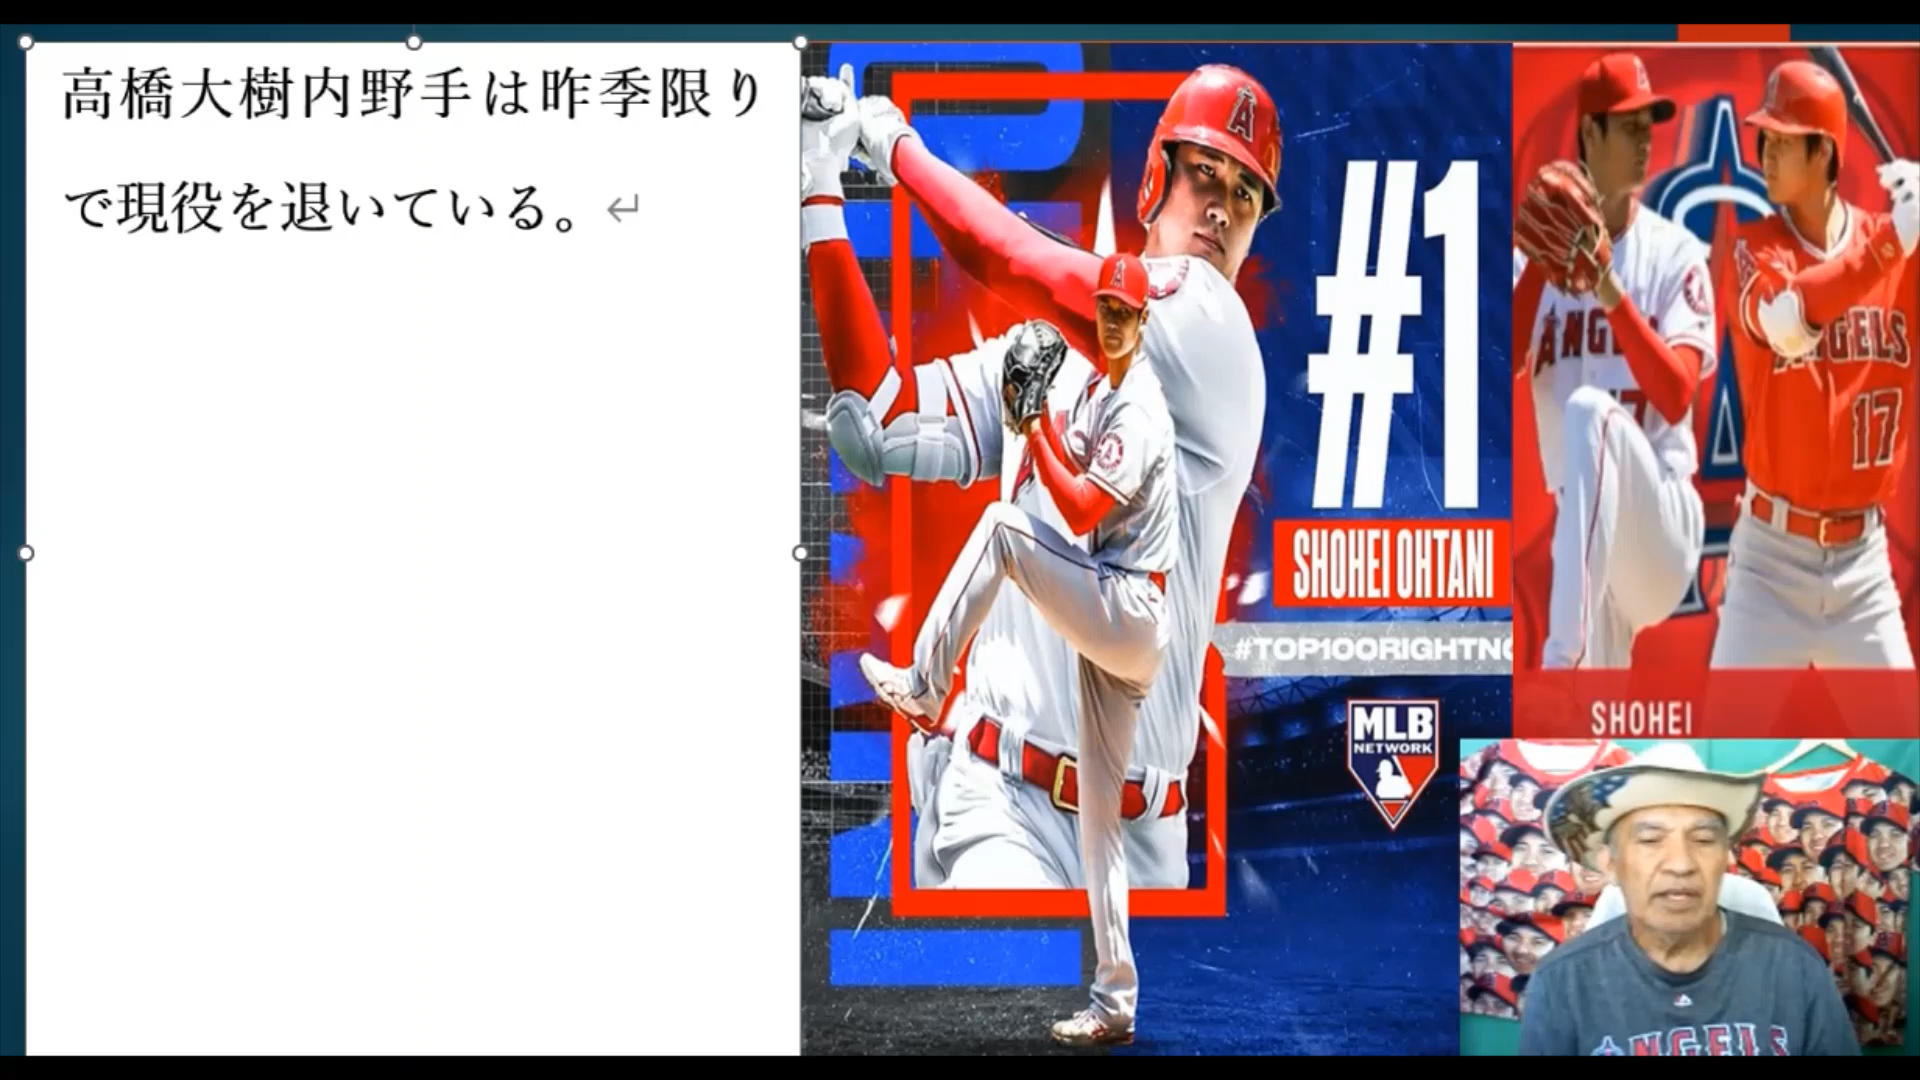 高橋大樹内野手は昨季限り
で現役を退いている。
#1
SHOHEI OHTANI
#TOP100RIGHTNO
MLB
NETWORK
ANGELS
17
SHOHEI
ANGELS